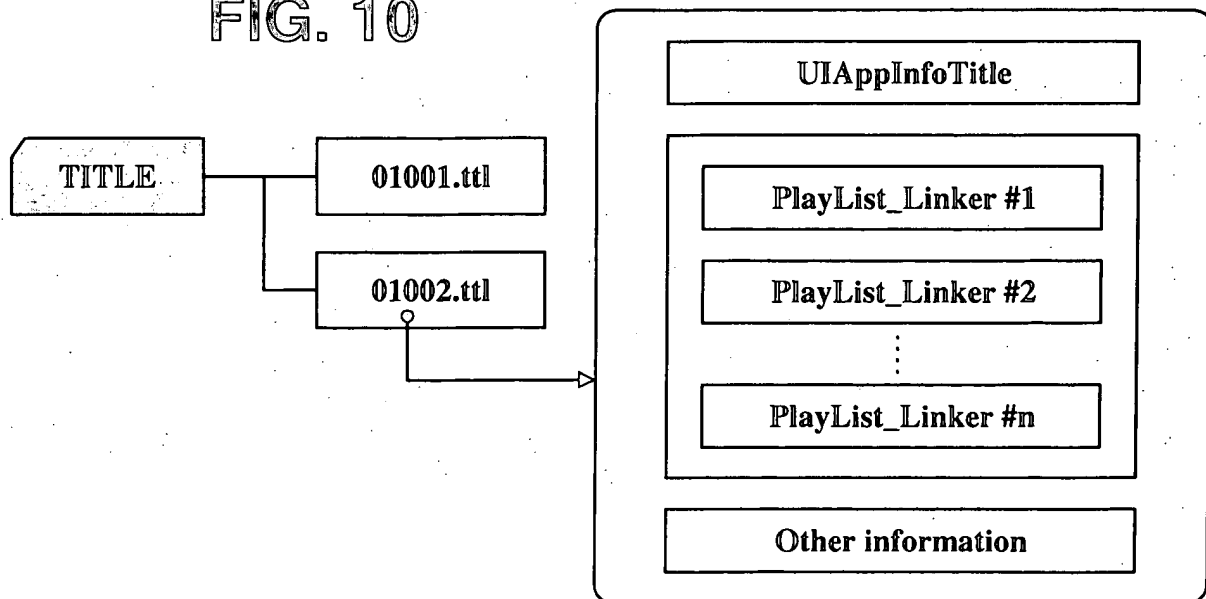 FIG. 10
UIAppInfoTitle
TITLE
01001.ttl
PlayList_Linker #1
01002.ttl
PlayList_Linker #2
PlayList_Linker #n
Other information